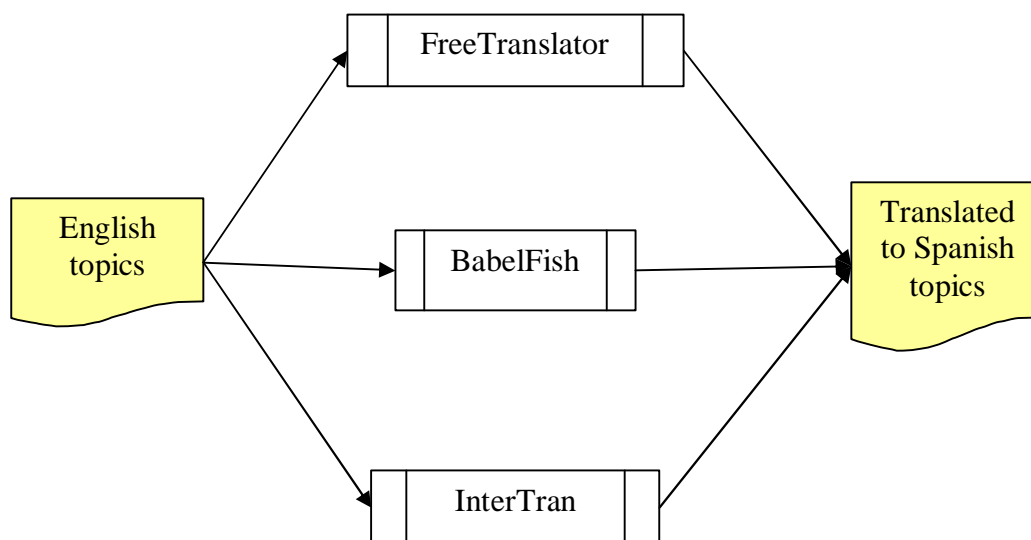 FreeTranslator
English
topics
BabelFish
Translated
to Spanish
topics
InterTran